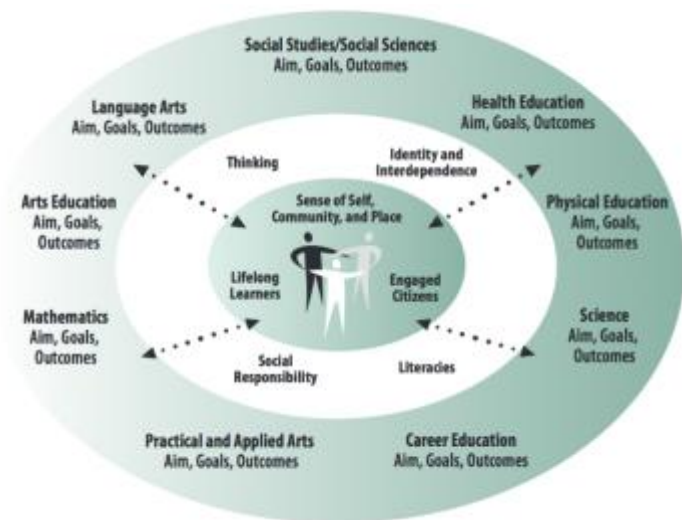 Social Studies/Social Sciences
Aim, Goals, Outcomes
Language Arts
Aim, Goals, Outcomes
Health Education
Aim, Goals, Outcomes
Thinking
Identity and
Interdependence
Arts Education
Aim, Goals,
Outcomes
Sense of Self,
Community, and Place
Physical Education
Aim, Goals,
Outcomes
Lifelong
Learners
Engaged
Citizens
Mathematics
Aim, Goals,
Outcomes
Science
Aim, Goals,
Outcomes
Social
Responsibility
Literacies
Practical and Applied Arts
Aim, Goals, Outcomes
Career Education
Aim, Goals, Outcomes